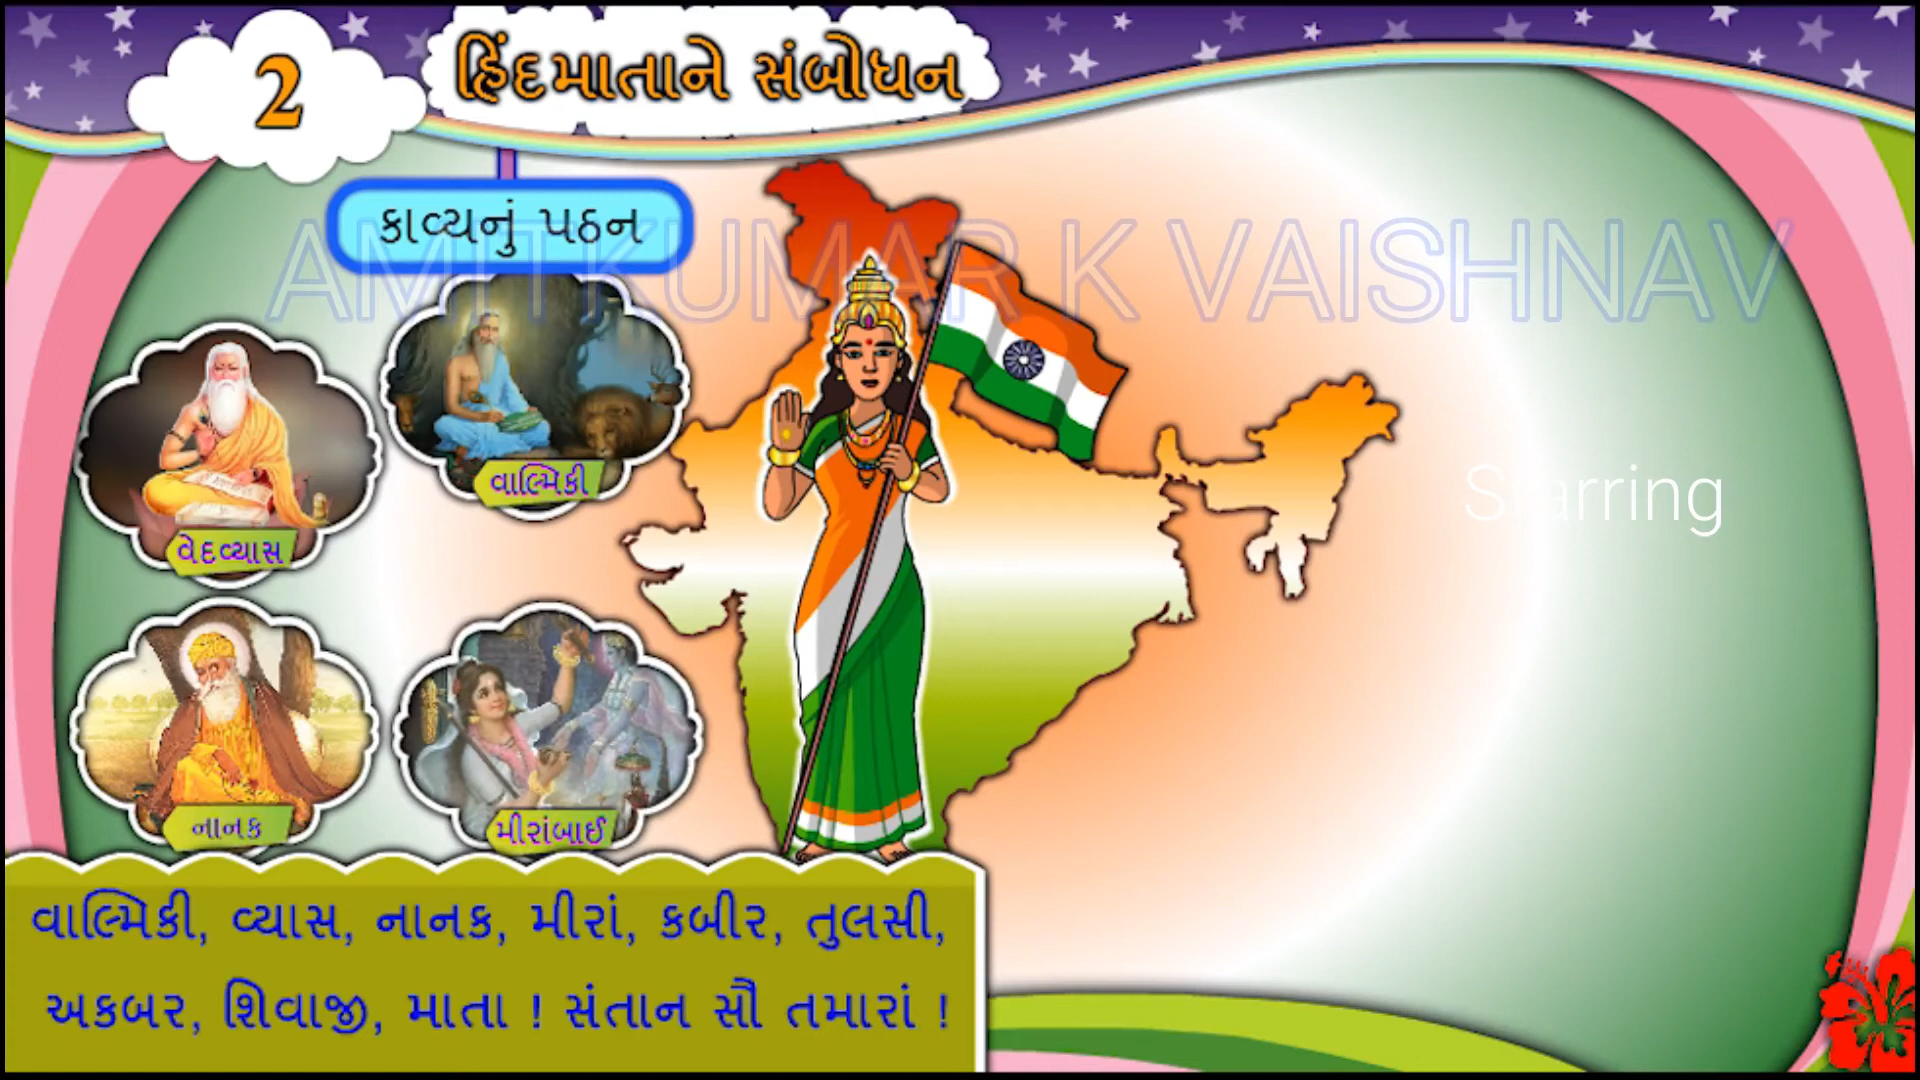 2
હિંદમાતાને સંબોધન
કાવ્યનું પઠન
AMITKUMAR K VAISHNAV
વાલ્મિકી
વેદવ્યાસ
Starring
નાનક
મીરાંબાઈ
વાલ્મિકી, વ્યાસ, નાનક, મીરાં, કબીર, તુલસી,
અકબર, શિવાજી, માતા ! સંતાન સૌ તમારાં !